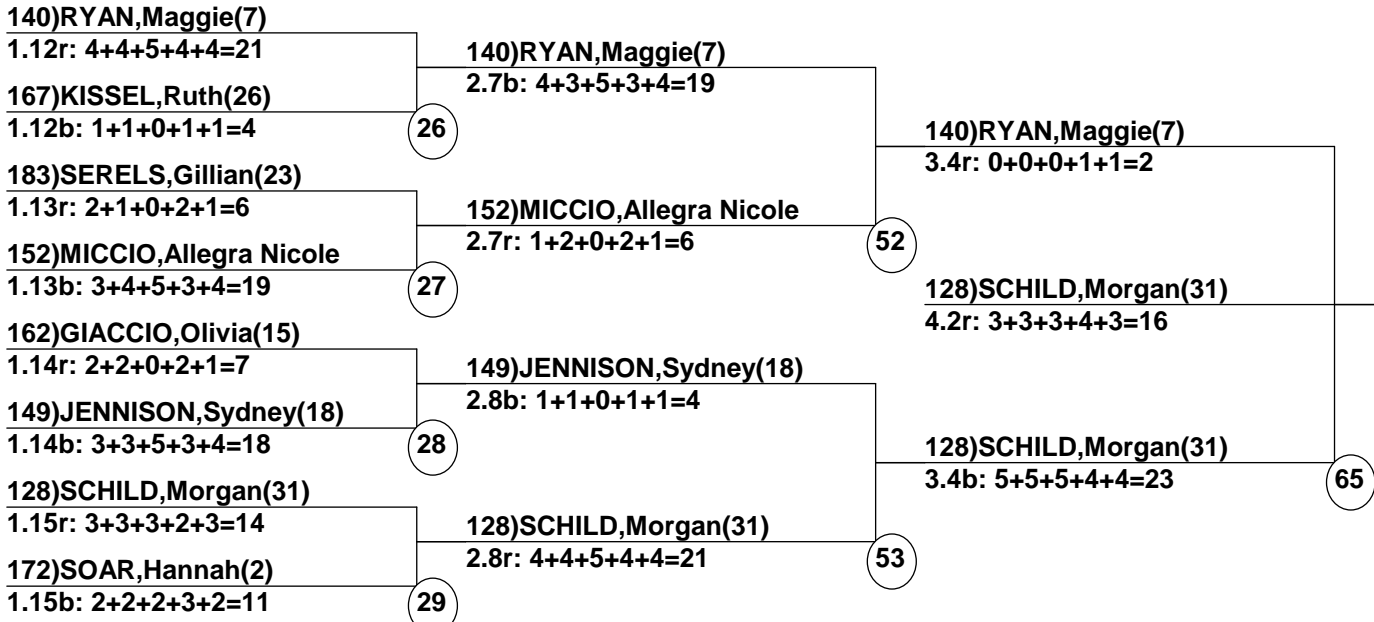 140)RYAN,Maggie(7)
1.12r: 4+4+5+4+4=21
167)KISSEL,Ruth(26)
1.12b: 1+1+0+1+1=4
26
183)SERELS,Gillian(23)
1.13r: 2+1+0+2+1=6
152)MICCIO,Allegra Nicole
1.13b: 3+4+5+3+4=19
27
162)GIACCIO,Olivia(15)
1.14r: 2+2+0+2+1=7
149)JENNISON,Sydney(18)
1.14b: 3+3+5+3+4=18
28
128)SCHILD,Morgan(31)
1.15r: 3+3+3+2+3=14
172)SOAR,Hannah(2)
1.15b: 2+2+2+3+2=11
29
140)RYAN,Maggie(7)
2.7b: 4+3+5+3+4=19
152)MICCIO,Allegra Nicole
2.7r: 1+2+0+2+1=6
52
149)JENNISON,Sydney(18)
2.8b: 1+1+0+1+1=4
128)SCHILD,Morgan(31)
2.8r: 4+4+5+4+4=21
53
140)RYAN,Maggie(7)
3.4r: 0+0+0+1+1=2
128)SCHILD,Morgan(31)
4.2r: 3+3+3+4+3=16
128)SCHILD,Morgan(31)
3.4b: 5+5+5+4+4=23
65